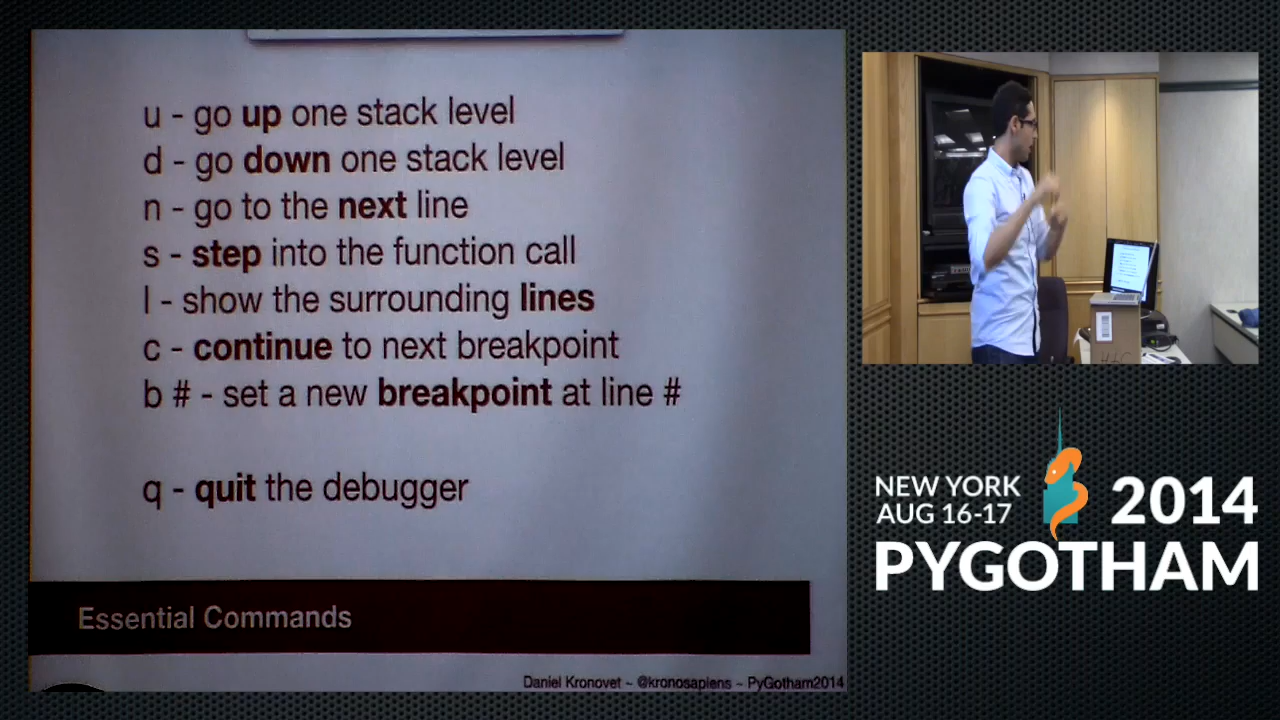 u - go up one stack level
d - go down one stack level
n - go to the next line
s - step into the function call
l - show the surrounding lines
c - continue to next breakpoint
b # - set a new breakpoint at line #
q - quit the debugger
Essential Commands
Daniel Kronovet ~ @kronosapiens ~ PyGotham2014
NEW YORK
AUG 16-17
2014
PYGOTHAM